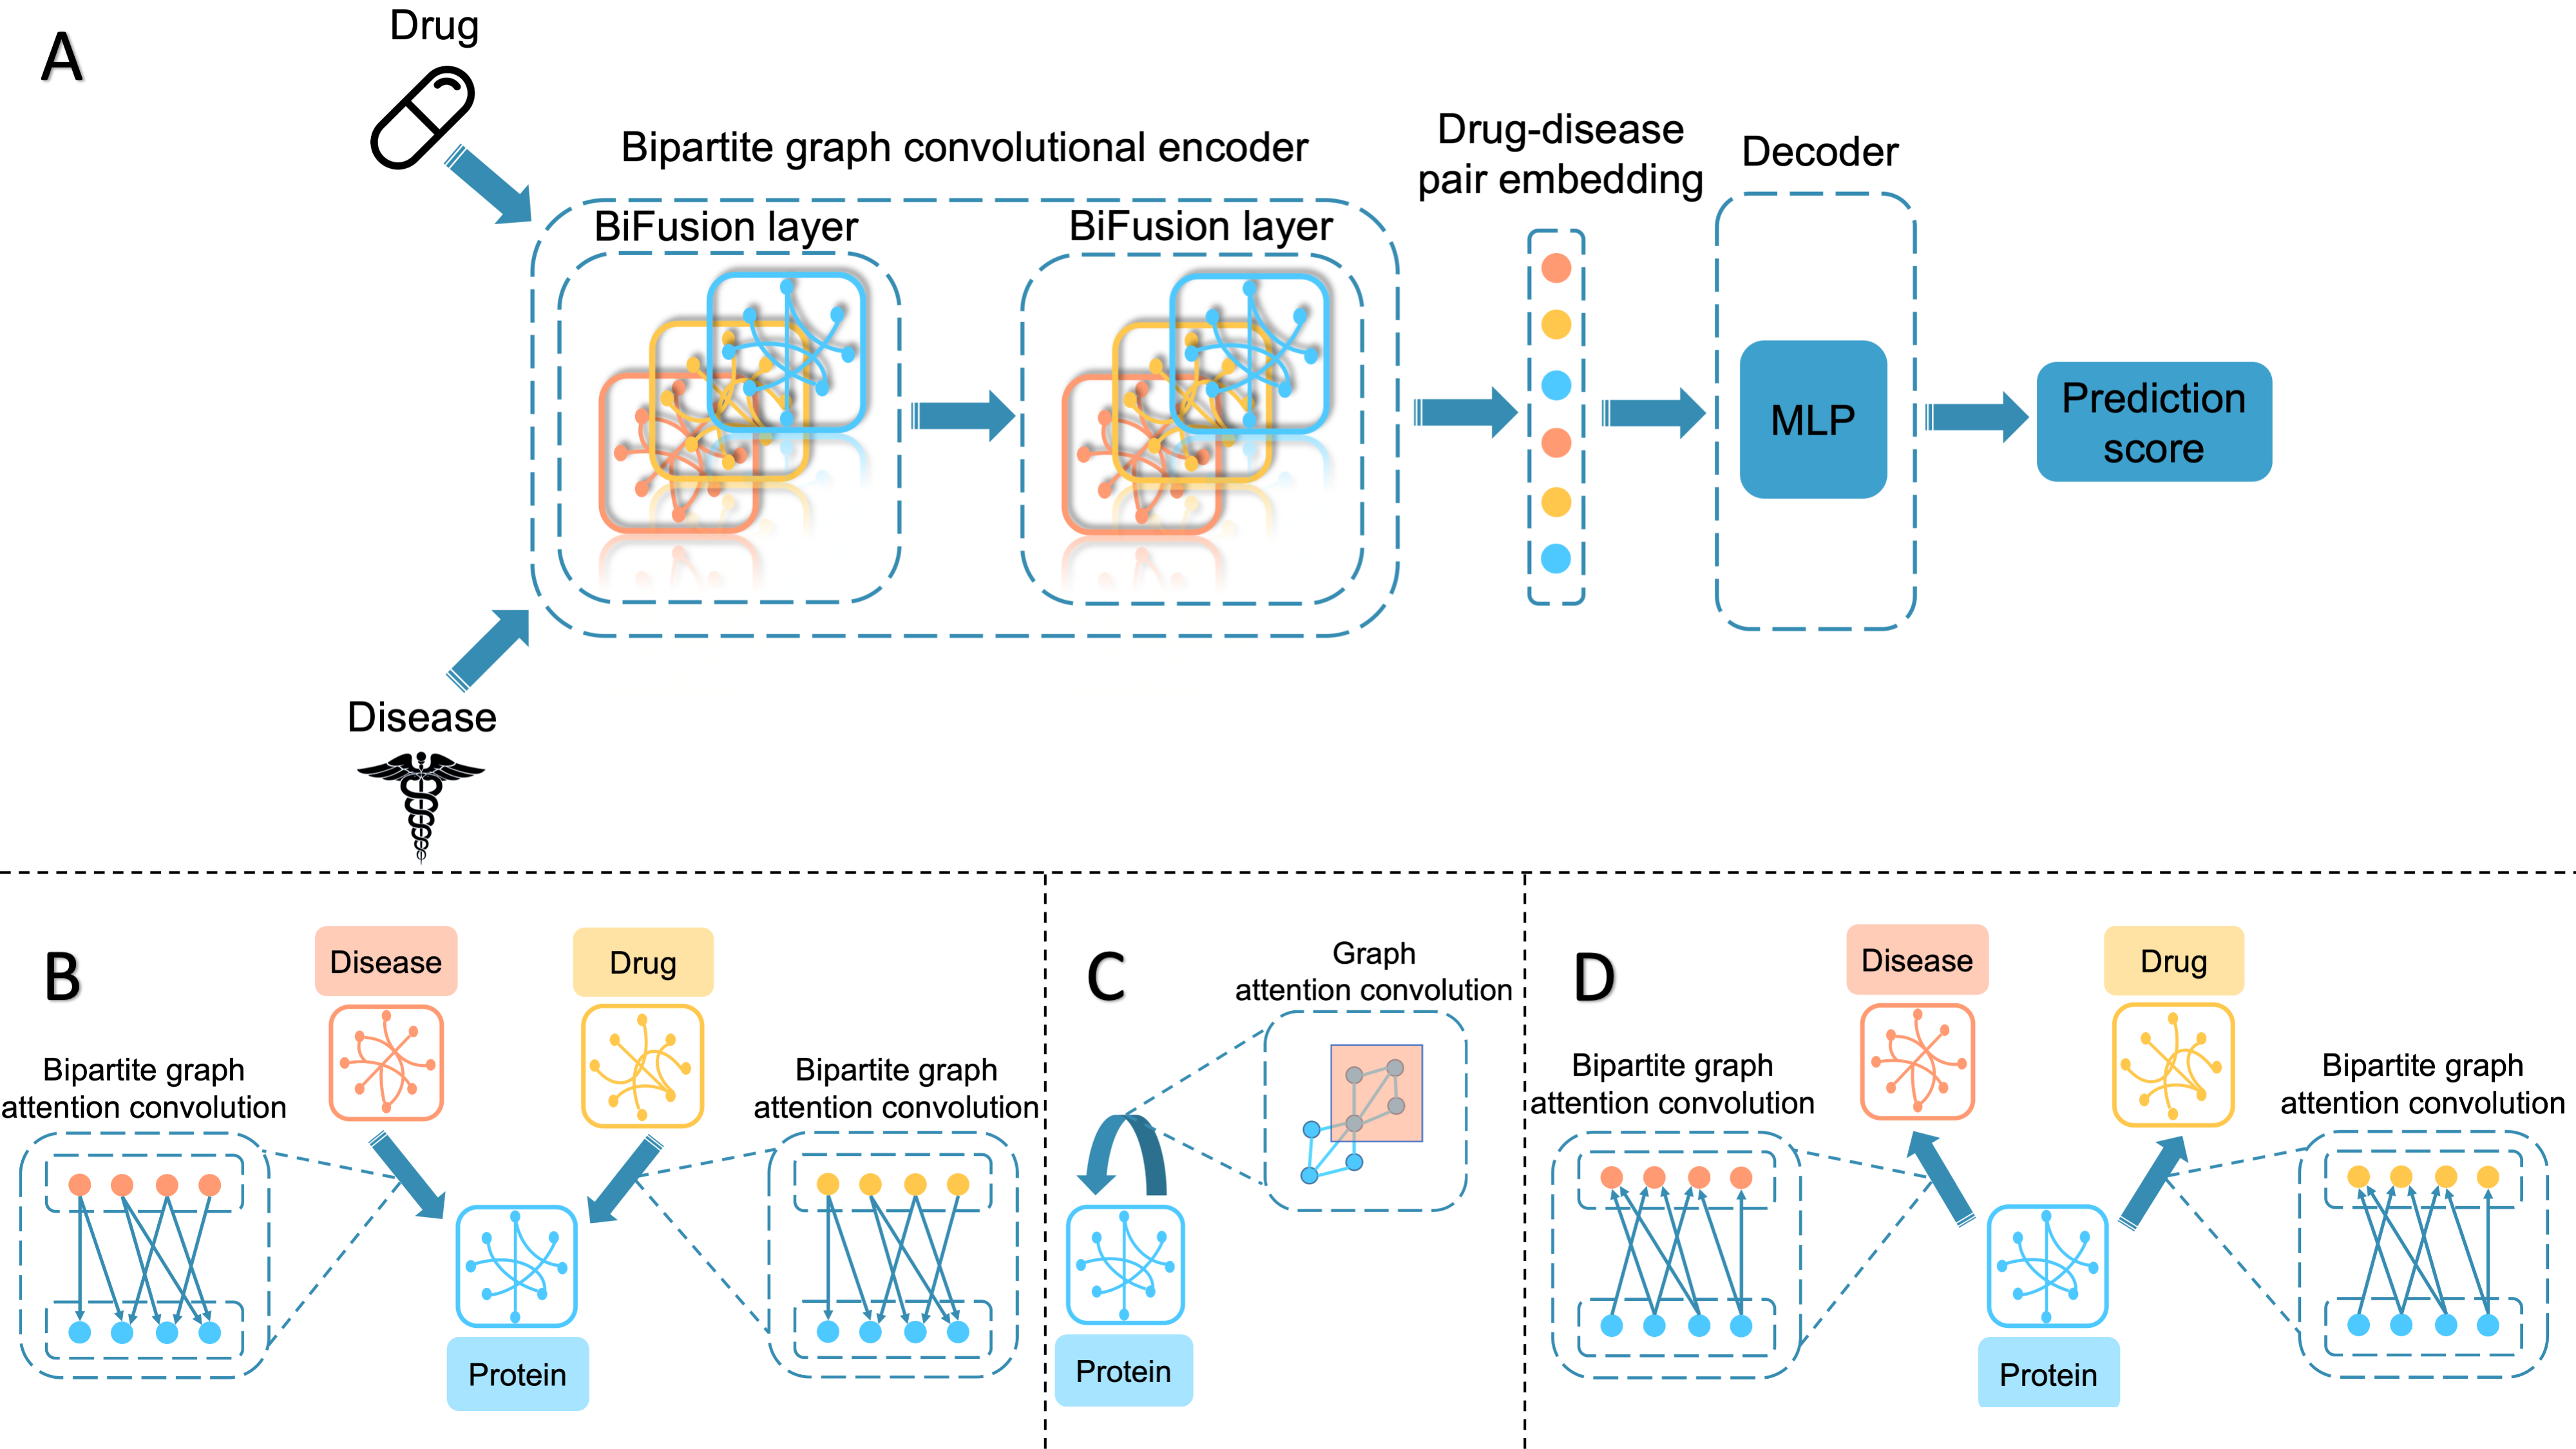 A
Drug
Bipartite graph convolutional encoder
BiFusion layer
BiFusion layer
Drug-disease
pair embedding
Decoder
MLP
Prediction
score
Disease
B
Disease
Drug
Bipartite graph
attention convolution
Bipartite graph
attention convolution
Protein
C
Graph
attention convolution
Protein
D
Disease
Drug
Bipartite graph
attention convolution
Bipartite graph
attention convolution
Protein